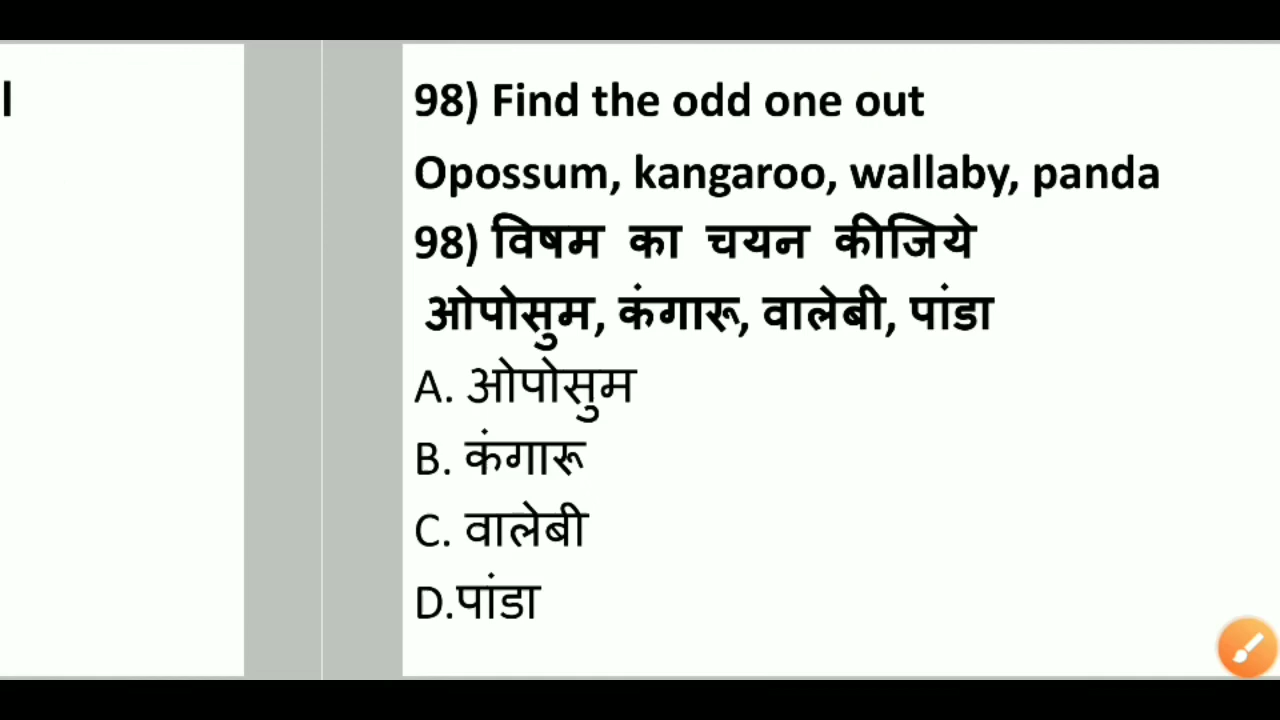 l
98) Find the odd one out
Opossum, kangaroo, wallaby, panda
98) विषम का चयन कीजिये
ओपोसुम, कंगारू, वालेबी, पांडा
A. ओपोसुम
B. कंगारू
C. वालेबी
D.पांडा